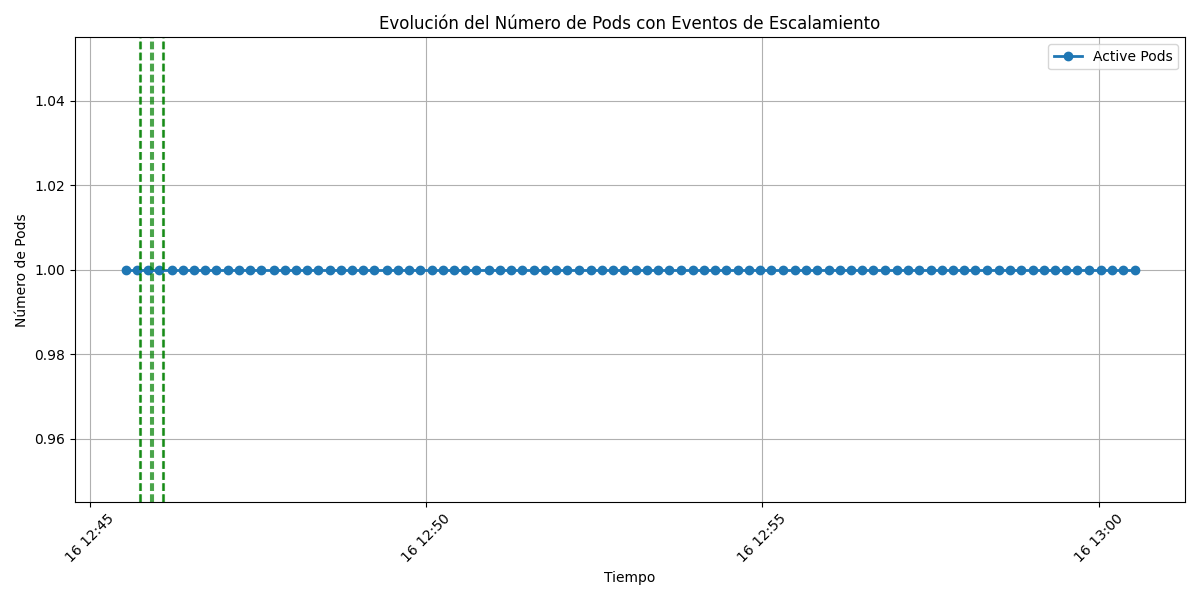 Evolución del Número de Pods con Eventos de Escalamiento
Active Pods
1.04
1.02
1.00
0.98
0.96
Número de Pods
16 12:45
16 12:50
16 12:55
16 13:00
Tiempo